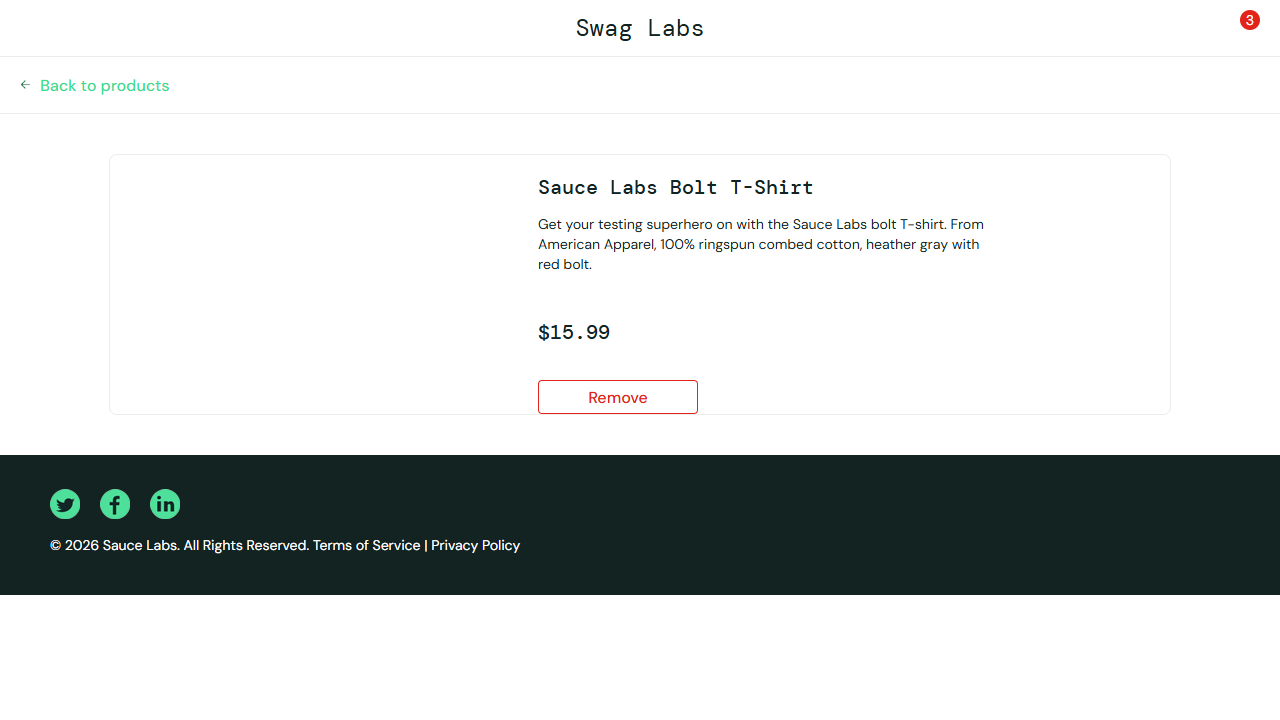 Swag Labs
3
Back to products
Sauce Labs Bolt T-Shirt
Get your testing superhero on with the Sauce Labs bolt T-shirt. From
American Apparel, 100% ringspun combed cotton, heather gray with
red bolt.
$15.99
Remove
© 2026 Sauce Labs. All Rights Reserved. Terms of Service | Privacy Policy